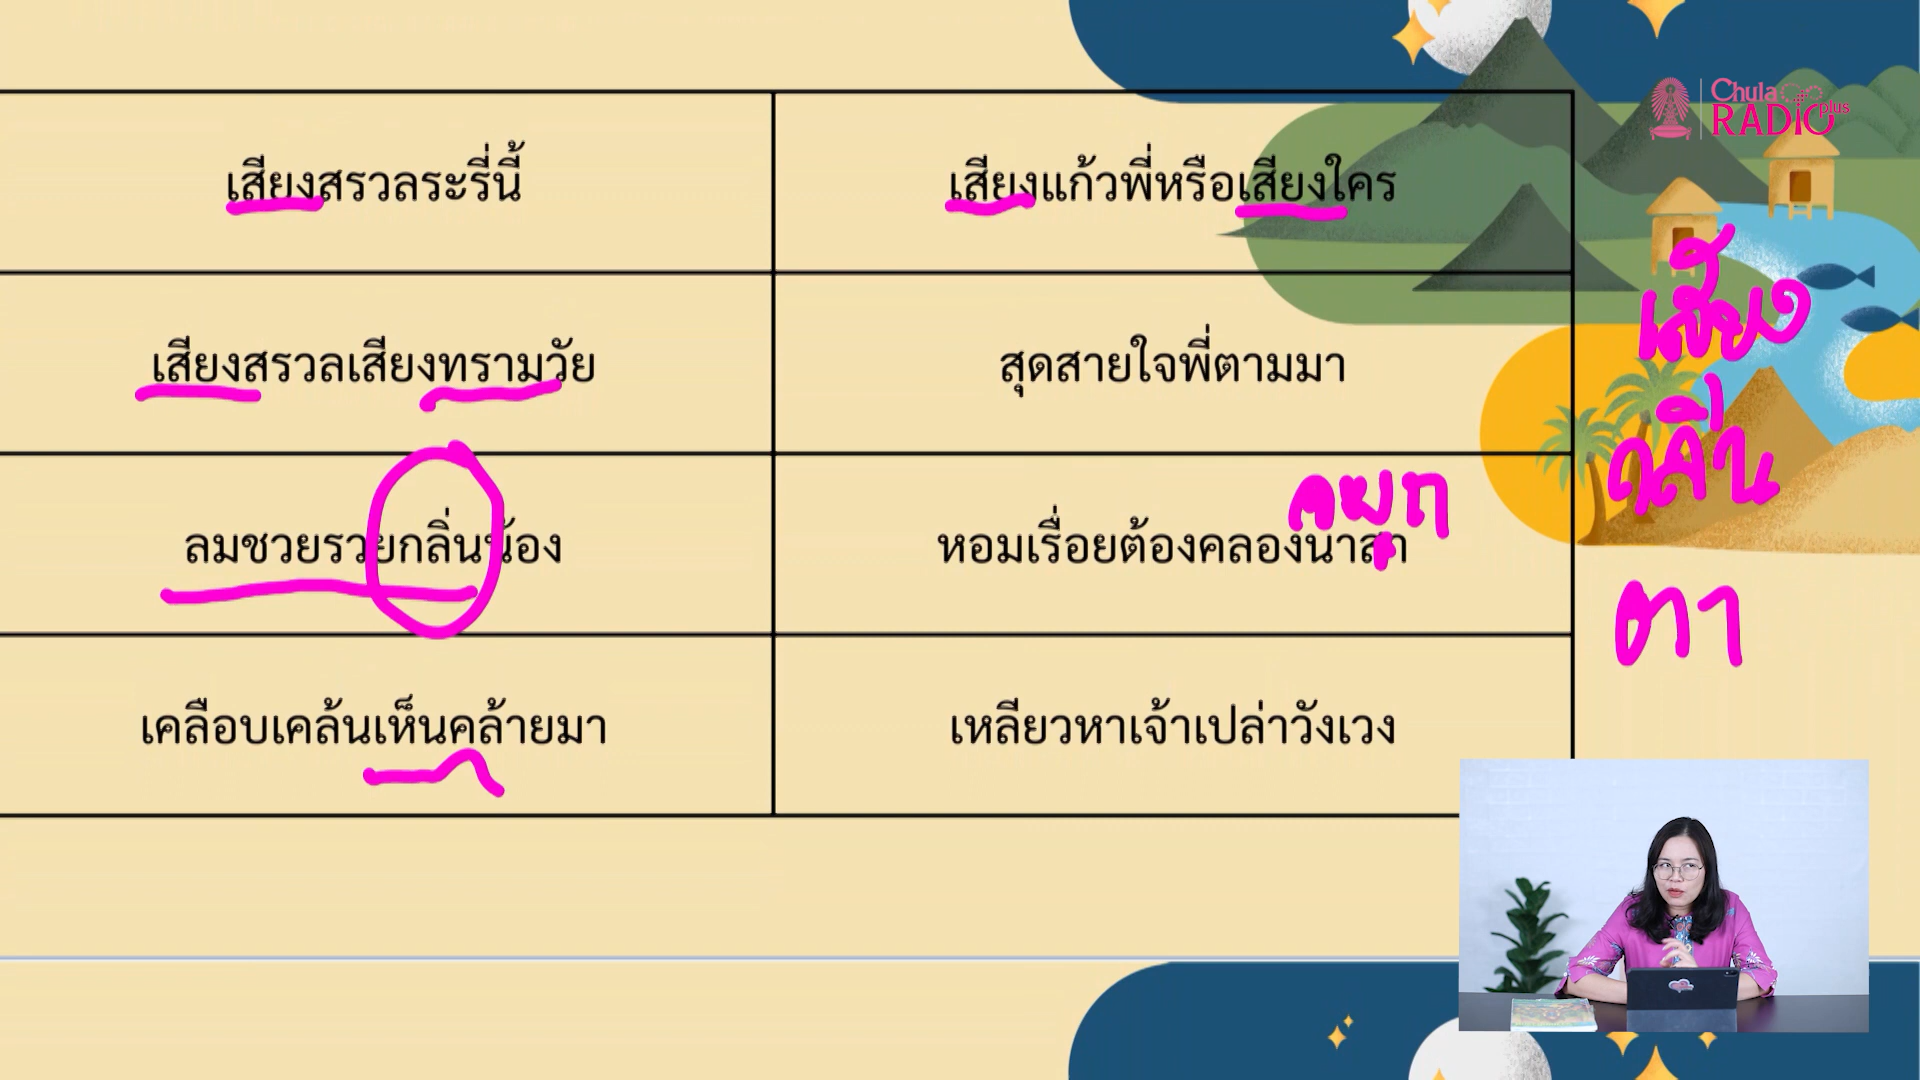 Chula
RADIO plus
เสียงสรวลระรี่นี้
เสียงแก้วพี่หรือเสียงใคร
เสียงสรวลเสียงทรามวัย
สุดสายใจพี่ตามมา
ลมชวยรวยกลิ่นน้อง
หอมเรื่อยต้องคลองนาสา
เคลือบเคล้นเห็นคล้ายมา
เหลียวหาเจ้าเปล่าวังเวง
เสียง
กลิ่น
ตา